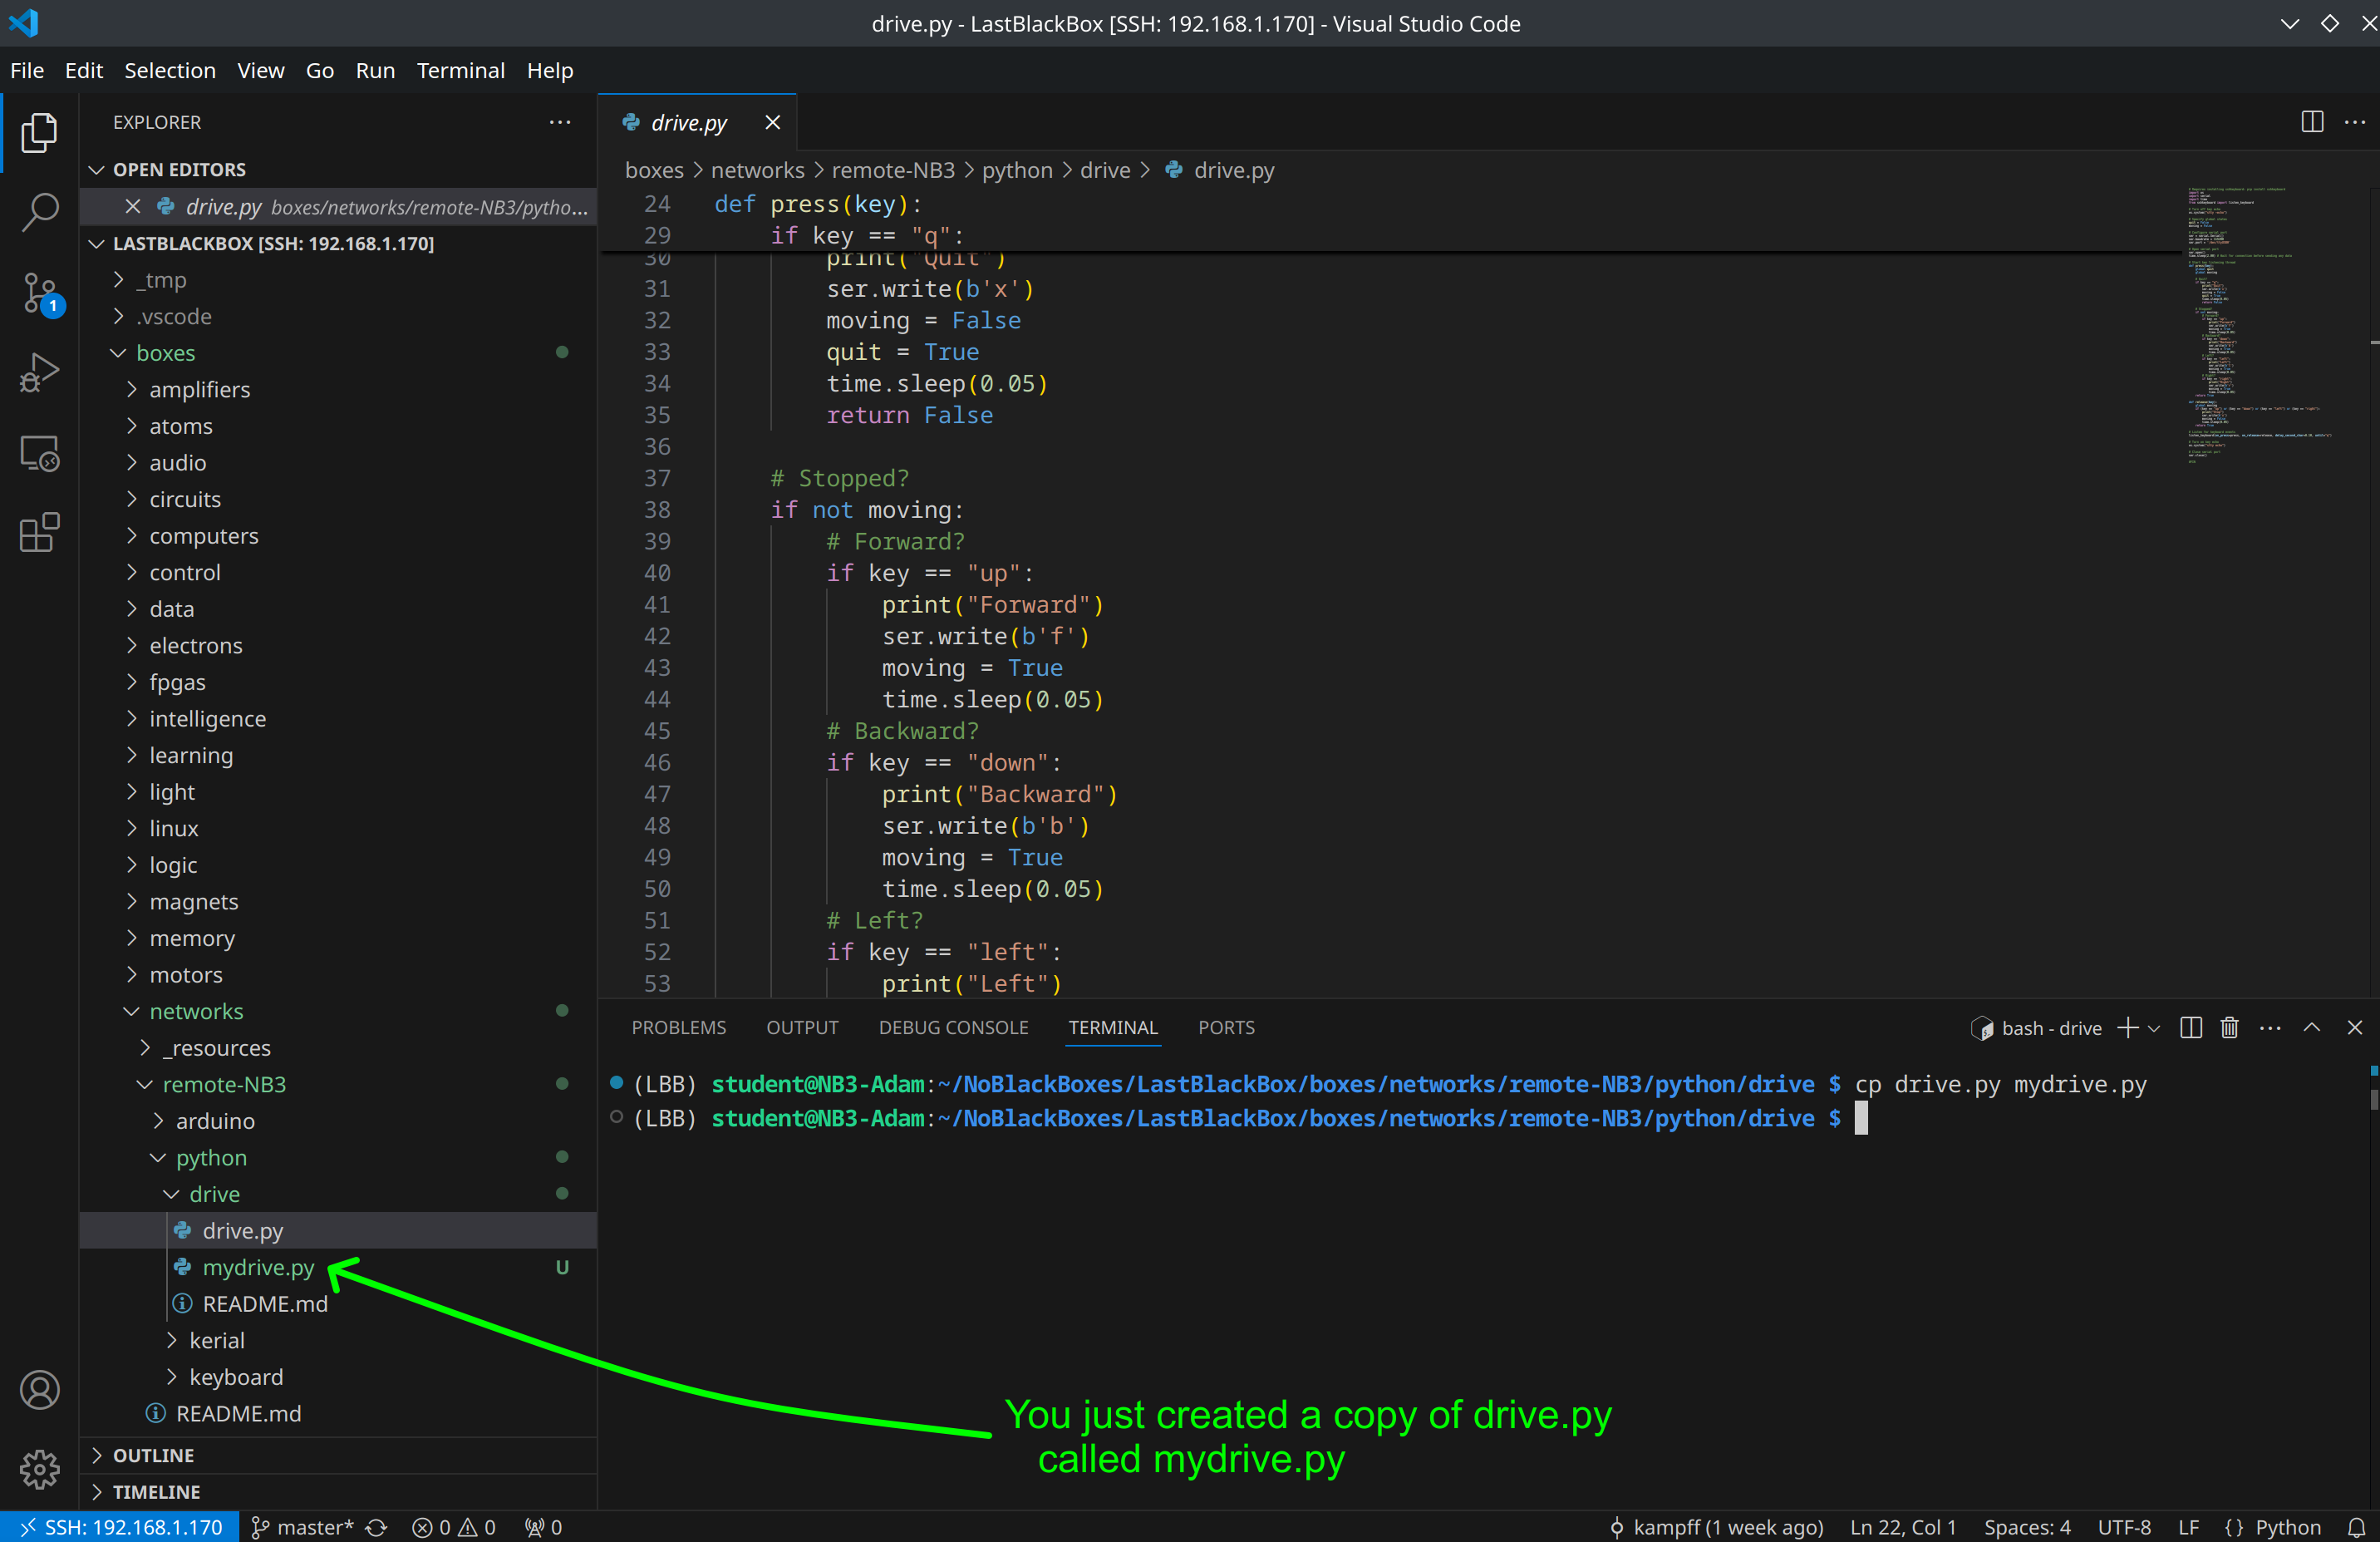 drive.py - LastBlackBox [SSH: 192.168.1.170] - Visual Studio Code
File Edit Selection View Go Run Terminal Help
EXPLORER
OPEN EDITORS
drive.py boxes/networks/remote-NB3/pytho...
LASTBLACKBOX [SSH: 192.168.1.170]
_tmp
.vscode
boxes
amplifiers
atoms
audio
circuits
computers
control
data
electrons
fpgas
intelligence
learning
light
linux
logic
magnets
memory
motors
networks
_resources
remote-NB3
arduino
python
drive
drive.py
mydrive.py U
README.md
kerial
keyboard
README.md
OUTLINE
TIMELINE
1
drive.py
boxes > networks > remote-NB3 > python > drive > drive.py
24 def press(key):
29 if key == "q":
30 print("Quit")
31 ser.write(b'x')
32 moving = False
33 quit = True
34 time.sleep(0.05)
35 return False
36
37 # Stopped?
38 if not moving:
39 # Forward?
40 if key == "up":
41 print("Forward")
42 ser.write(b'f')
43 moving = True
44 time.sleep(0.05)
45 # Backward?
46 if key == "down":
47 print("Backward")
48 ser.write(b'b')
49 moving = True
50 time.sleep(0.05)
51 # Left?
52 if key == "left":
53 print("Left")
PROBLEMS OUTPUT DEBUG CONSOLE TERMINAL PORTS
bash - drive
(LBB) student@NB3-Adam:~/NoBlackBoxes/LastBlackBox/boxes/networks/remote-NB3/python/drive $ cp drive.py mydrive.py
(LBB) student@NB3-Adam:~/NoBlackBoxes/LastBlackBox/boxes/networks/remote-NB3/python/drive $
You just created a copy of drive.py
called mydrive.py
SSH: 192.168.1.170 master* 0 0 0 kampff (1 week ago) Ln 22, Col 1 Spaces: 4 UTF-8 LF {} Python